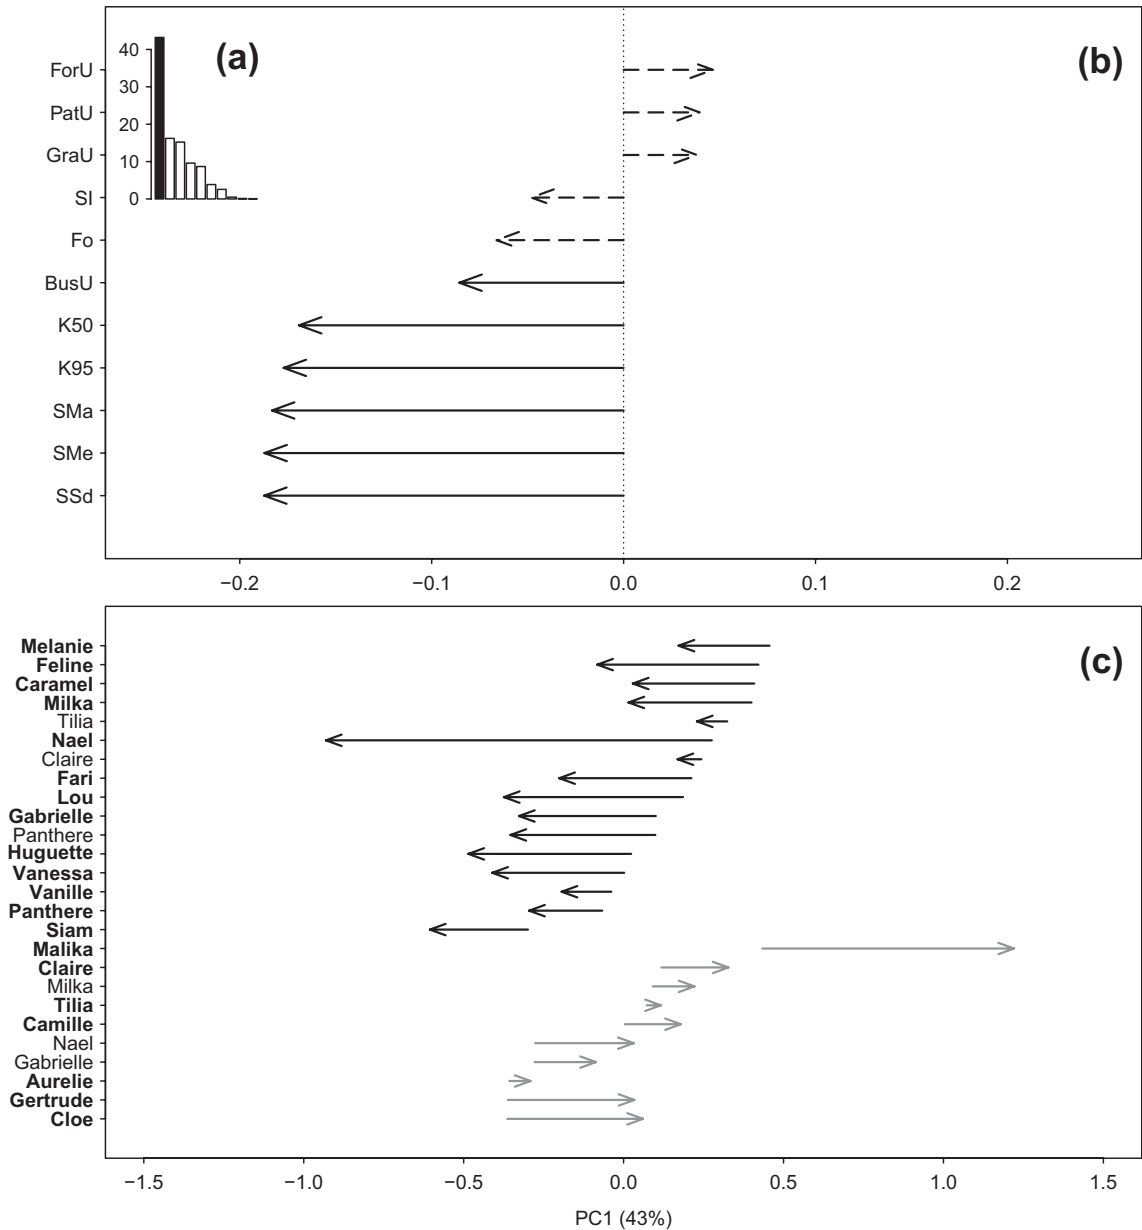 (a)
(b)
40
30
20
10
0
ForU
PatU
GraU
SI
Fo
BusU
K50
K95
SMa
SMe
SSd
−0.2 −0.1 0.0 0.1 0.2
(c)
Melanie
Feline
Caramel
Milka
Tilia
Nael
Claire
Fari
Lou
Gabrielle
Panthere
Huguette
Vanessa
Vanille
Panthere
Siam
Malika
Claire
Milka
Tilia
Camille
Nael
Gabrielle
Aurelie
Gertrude
Cloe
−1.5 −1.0 −0.5 0.0 0.5 1.0 1.5
PC1 (43%)